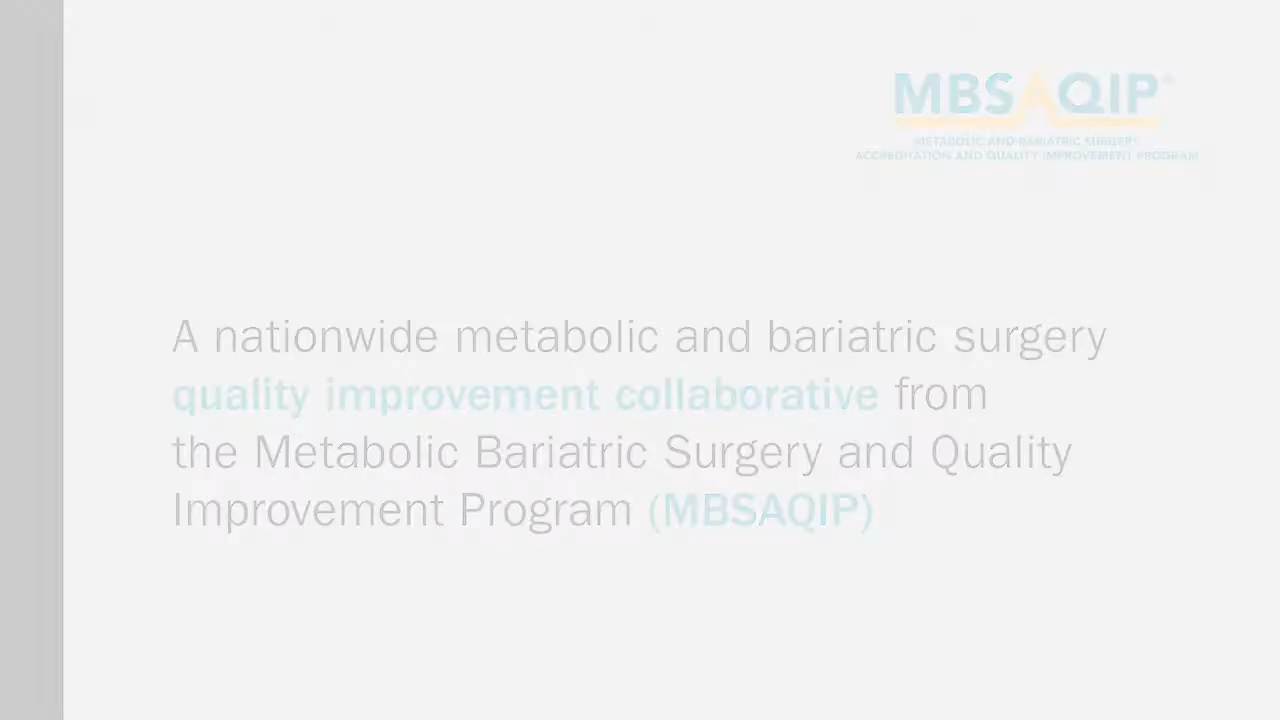 MBSAQIP
METABOLIC AND BARIATRIC SURGERY
ACCREDITATION AND QUALITY IMPROVEMENT PROGRAM
A nationwide metabolic and bariatric surgery
quality improvement collaborative from
the Metabolic Bariatric Surgery and Quality
Improvement Program (MBSAQIP)